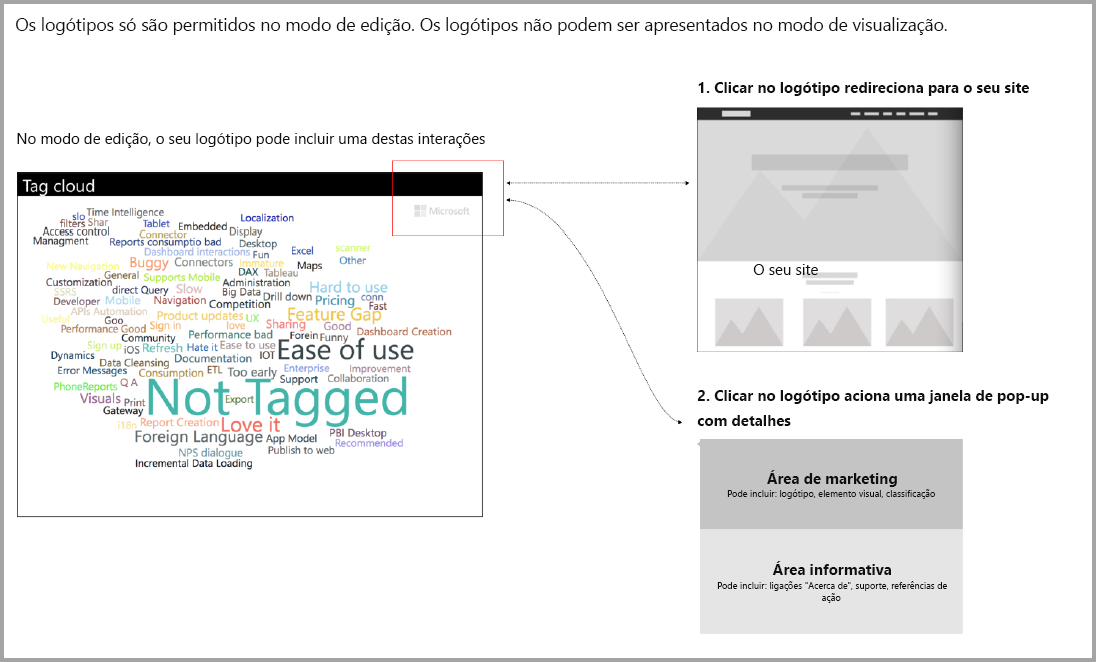 Os logótipos só são permitidos no modo de edição. Os logótipos não podem ser apresentados no modo de visualização.
No modo de edição, o seu logótipo pode incluir uma destas interações
Tag cloud
Microsoft
slo Time Intelligence
filters Shar Tablet Embedded Localization
Access control Connector Display
Managment Reports consumptio bad Desktop
Dashboard interactions Fun Excel scanner
New Navigation Buggy Connectors Immature Maps Other
General Supports Mobile DAX Tableau
Customization Administration
SSRS direct Query Slow Big Data Drill down Hard to use
Developer Mobile Navigation Competition Pricing conn
APIs Automation Fast
Useful Goo Product updates UX Feature Gap
Performance Good Sign in love Sharing Good
Community Performance bad Forein Funny Dashboard Creation
Sign up iOS Refresh Hate it Ease to use
Dynamics Documentation IOT Ease of use
Data Cleansing
Error Messages Consumption ETL Too early Enterprise Improvement
PhoneReports Q A Support Collaboration
Visuals Print Not Tagged Export
Gateway
i18n Report Creation Love it
Foreign Language App Model PBI Desktop
Recommended
NPS dialogue Publish to web
Incremental Data Loading
1. Clicar no logótipo redireciona para o seu site
O seu site
2. Clicar no logótipo aciona uma janela de pop-up
com detalhes
Área de marketing
Pode incluir: logótipo, elemento visual, classificação
Área informativa
Pode incluir: ligações "Acerca de", suporte, referências de
ação